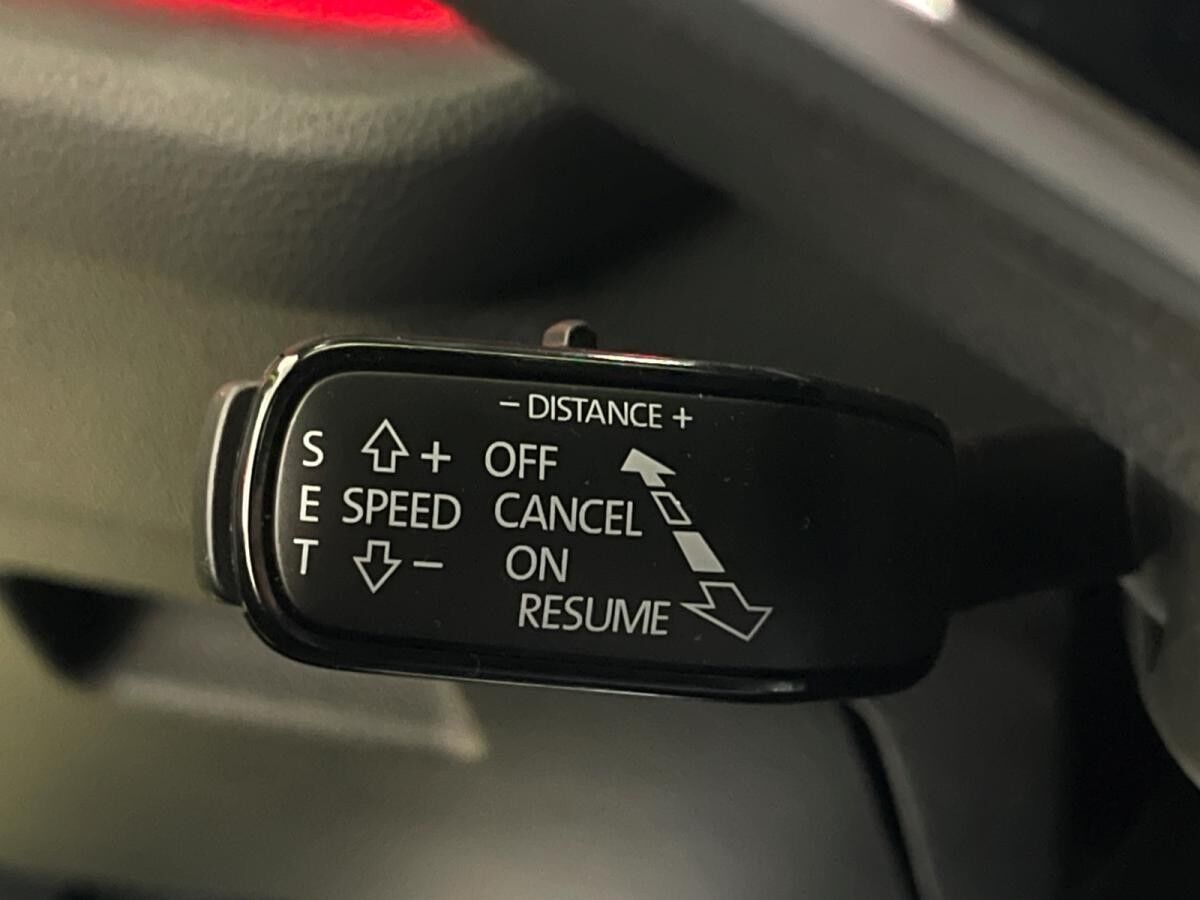 − DISTANCE +
S + OFF
E SPEED CANCEL
T − ON
RESUME